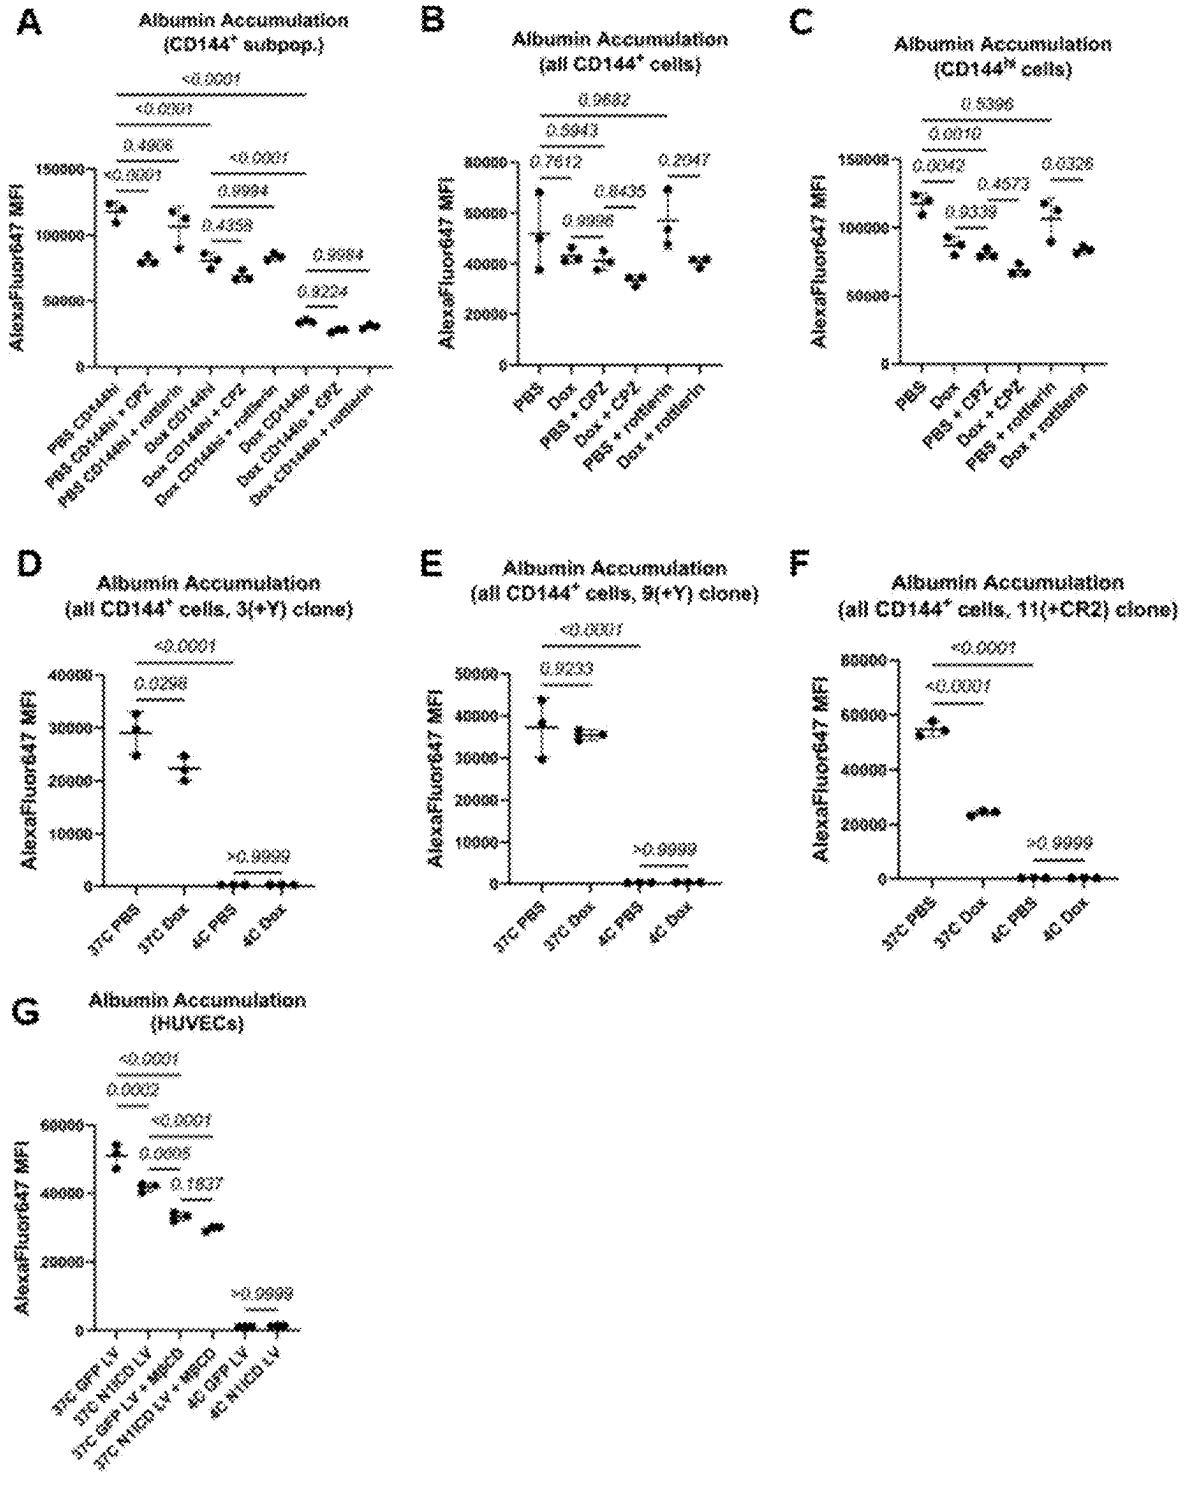 A
Albumin Accumulation
(CD144+ subpop.)
<0.0001
<0.0001
0.4906
<0.0001
<0.0001
0.9994
0.4358
0.9984
0.9224
AlexaFluor647 MFI
150000
100000
50000
0
PBS CD144hi
PBS CD144hi + CPZ
PBS CD144hi + rottlerin
Dox CD144hi
Dox CD144hi + CPZ
Dox CD144hi + rottlerin
Dox CD144lo
Dox CD144lo + CPZ
Dox CD144lo + rottlerin
B
Albumin Accumulation
(all CD144+ cells)
0.9682
0.5943
0.7612
0.2047
0.8435
0.9998
AlexaFluor647 MFI
80000
60000
40000
20000
0
PBS
Dox
PBS + CPZ
Dox + CPZ
PBS + rottlerin
Dox + rottlerin
C
Albumin Accumulation
(CD144hi cells)
0.5396
0.0010
0.0042
0.0326
0.4573
0.9339
AlexaFluor647 MFI
150000
100000
50000
0
PBS
Dox
PBS + CPZ
Dox + CPZ
PBS + rottlerin
Dox + rottlerin
D
Albumin Accumulation
(all CD144+ cells, 3(+Y) clone)
<0.0001
0.0298
>0.9999
AlexaFluor647 MFI
40000
30000
20000
10000
0
37C PBS
37C Dox
4C PBS
4C Dox
E
Albumin Accumulation
(all CD144+ cells, 9(+Y) clone)
<0.0001
0.9233
>0.9999
AlexaFluor647 MFI
50000
40000
30000
20000
10000
0
37C PBS
37C Dox
4C PBS
4C Dox
F
Albumin Accumulation
(all CD144+ cells, 11(+CR2) clone)
<0.0001
<0.0001
>0.9999
AlexaFluor647 MFI
80000
60000
40000
20000
0
37C PBS
37C Dox
4C PBS
4C Dox
G
Albumin Accumulation
(HUVECs)
<0.0001
0.0002
<0.0001
0.0005
0.1837
>0.9999
AlexaFluor647 MFI
60000
40000
20000
0
37C GFP LV
37C N1ICD LV
37C GFP LV + MBCD
37C N1ICD LV + MBCD
4C GFP LV
4C N1ICD LV